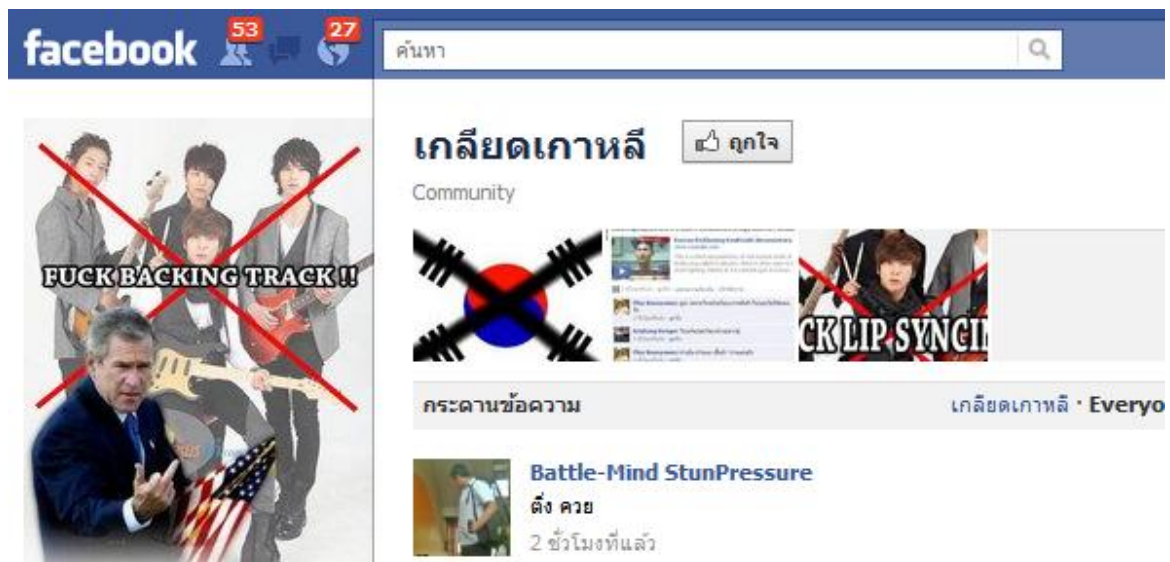 facebook
53
27
ค้นหา
เกลียดเกาหลี
ถูกใจ
Community
FUCK BACKING TRACK !!
CK LIP SYNCI
กระดานข้อความ
เกลียดเกาหลี · Everyo
Battle-Mind StunPressure
ติ่ง ควย
2 ชั่วโมงที่แล้ว